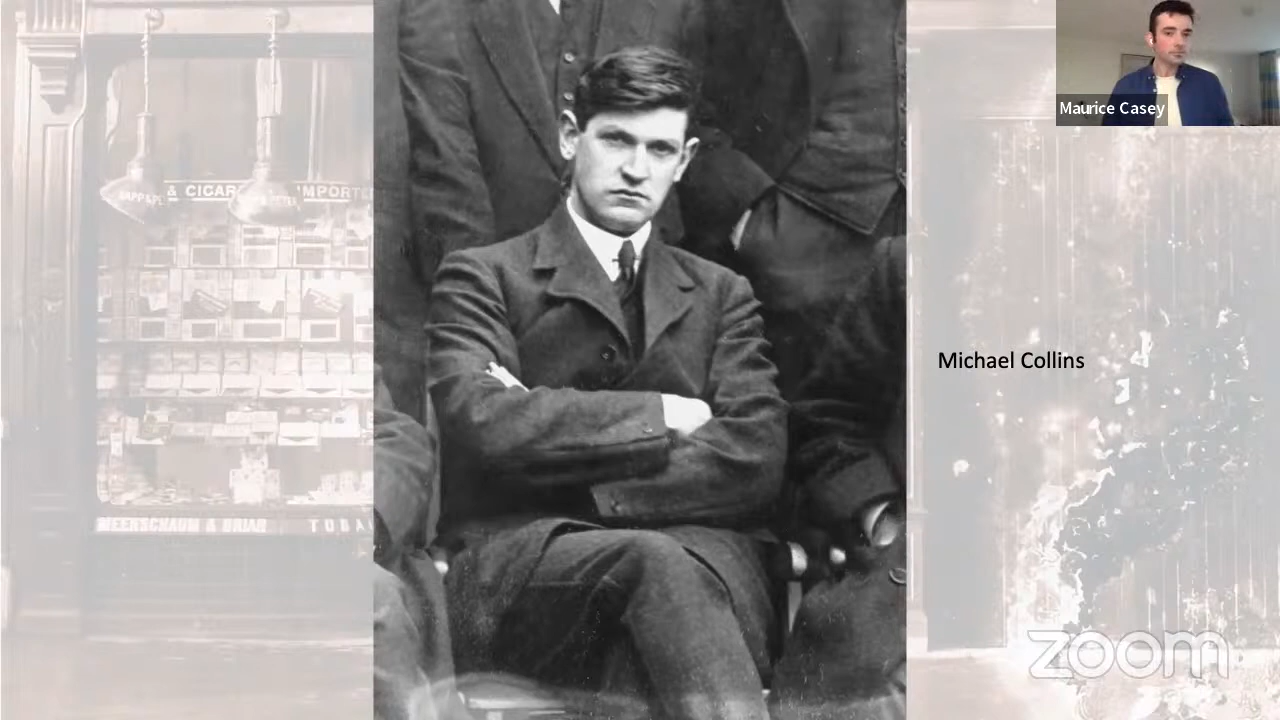 Maurice Casey
& CIGAR
IMPORTE
Michael Collins
MEERSCHAUM & BRIAR
TOBA
zoom